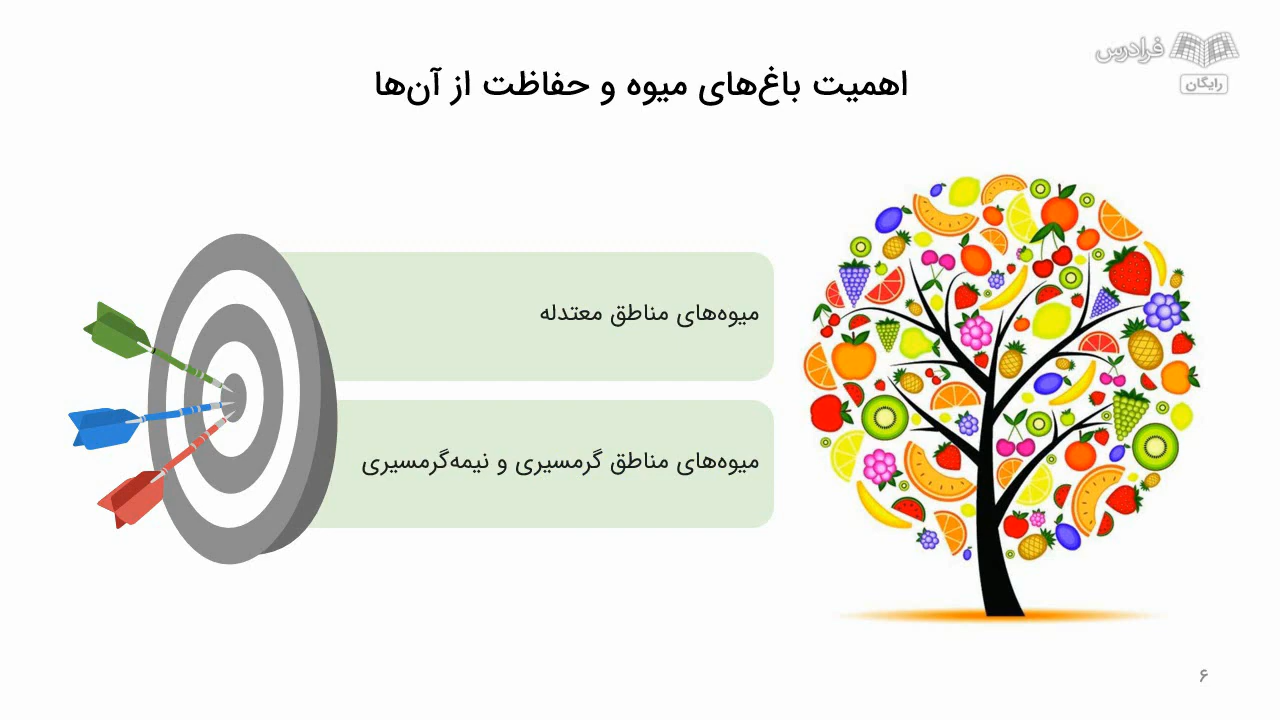 فرادرس
رایگان
اهمیت باغ‌های میوه و حفاظت از آن‌ها
میوه‌های مناطق معتدله
میوه‌های مناطق گرمسیری و نیمه‌گرمسیری
۶